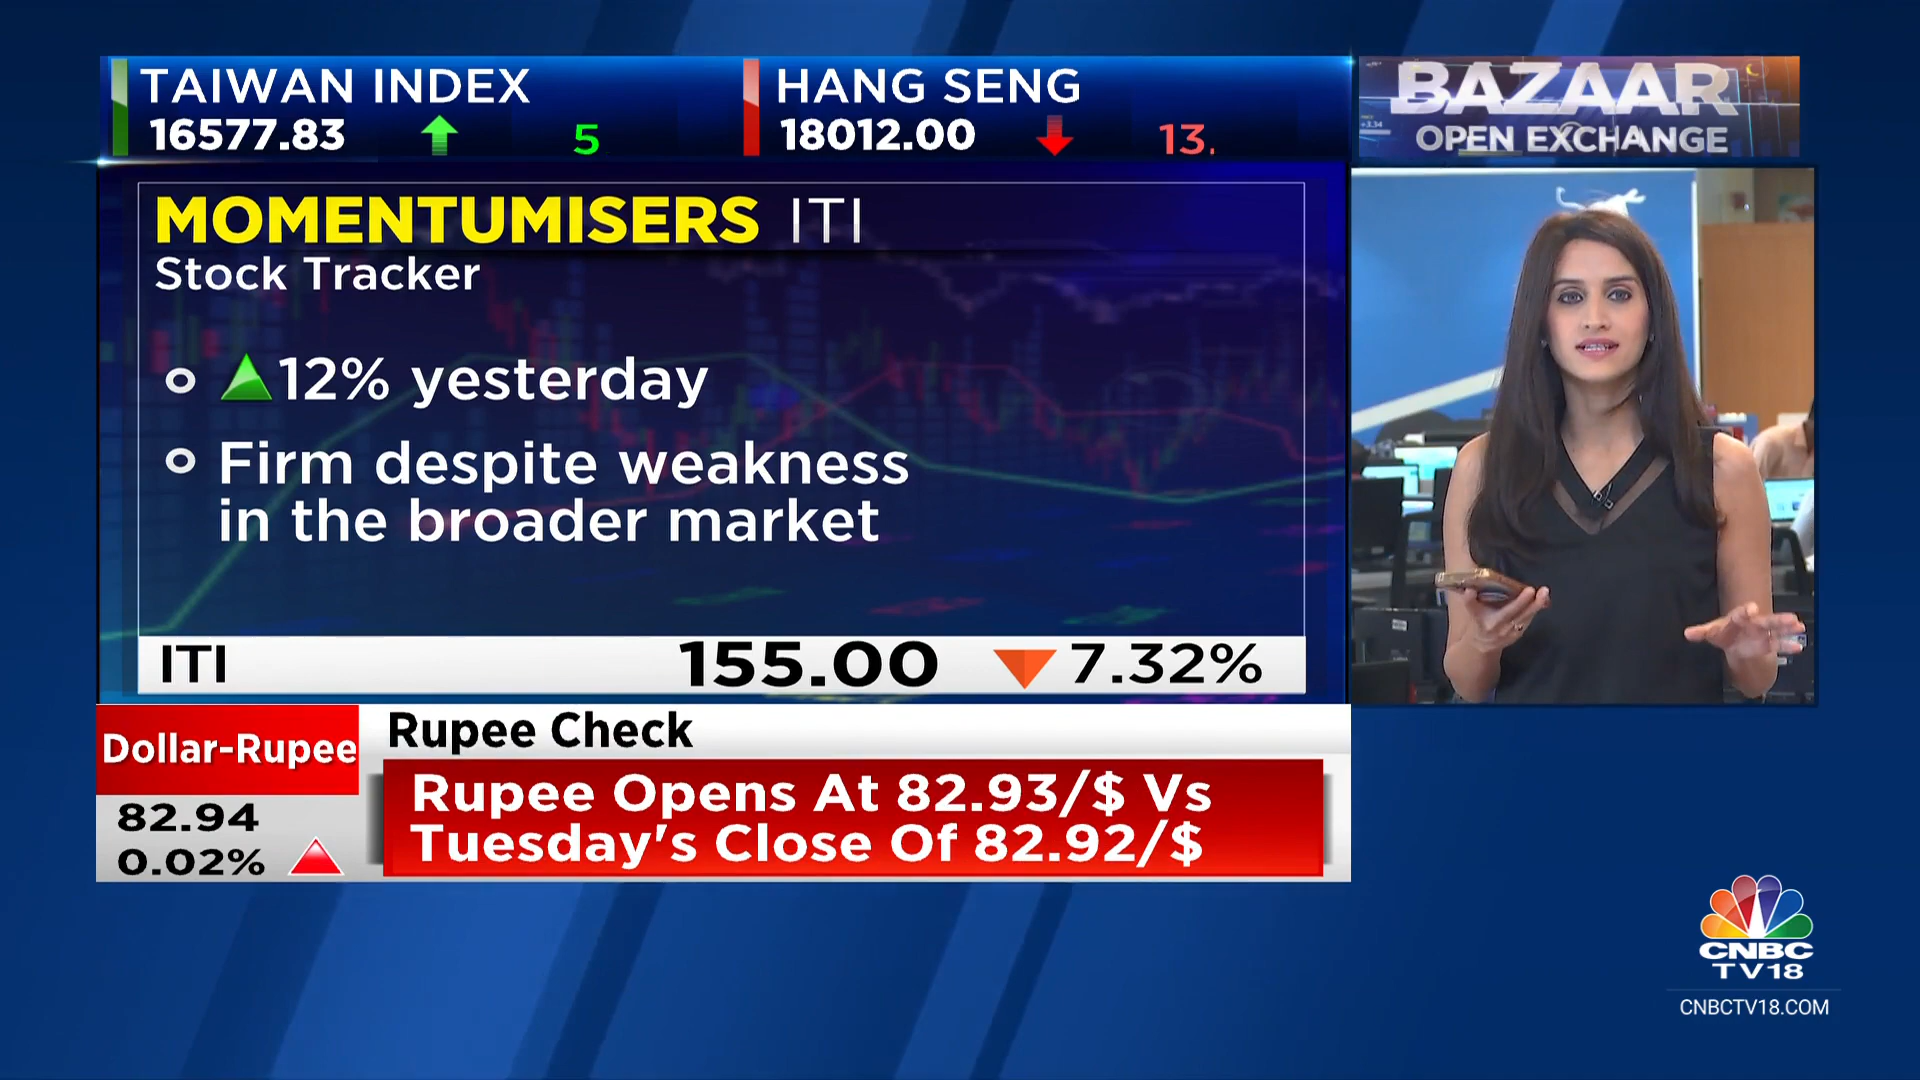 TAIWAN INDEX
16577.83 5
HANG SENG
18012.00 13.
BAZAAR
OPEN EXCHANGE
MOMENTUMISERS ITI
Stock Tracker
12% yesterday
Firm despite weakness
in the broader market
ITI 155.00 7.32%
Dollar-Rupee
82.94
0.02%
Rupee Check
Rupee Opens At 82.93/$ Vs
Tuesday's Close Of 82.92/$
CNBC
TV18
CNBCTV18.COM